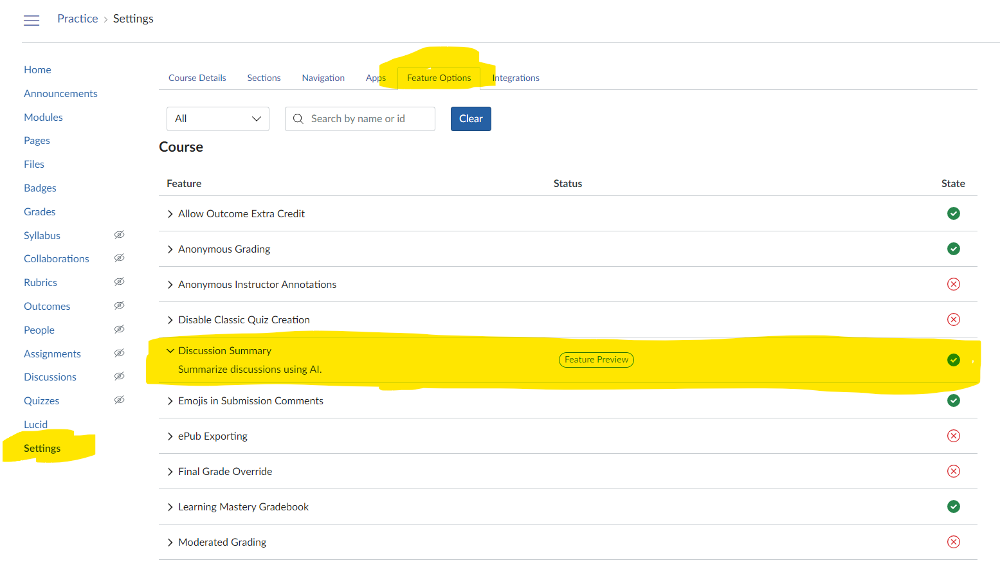 Practice > Settings
Home
Announcements
Modules
Pages
Files
Badges
Grades
Syllabus
Collaborations
Rubrics
Outcomes
People
Assignments
Discussions
Quizzes
Lucid
Settings
Course Details Sections Navigation Apps Feature Options Integrations
All Search by name or id Clear
Course
Feature Status State
Allow Outcome Extra Credit
Anonymous Grading
Anonymous Instructor Annotations
Disable Classic Quiz Creation
Discussion Summary
Feature Preview
Summarize discussions using AI.
Emojis in Submission Comments
ePub Exporting
Final Grade Override
Learning Mastery Gradebook
Moderated Grading